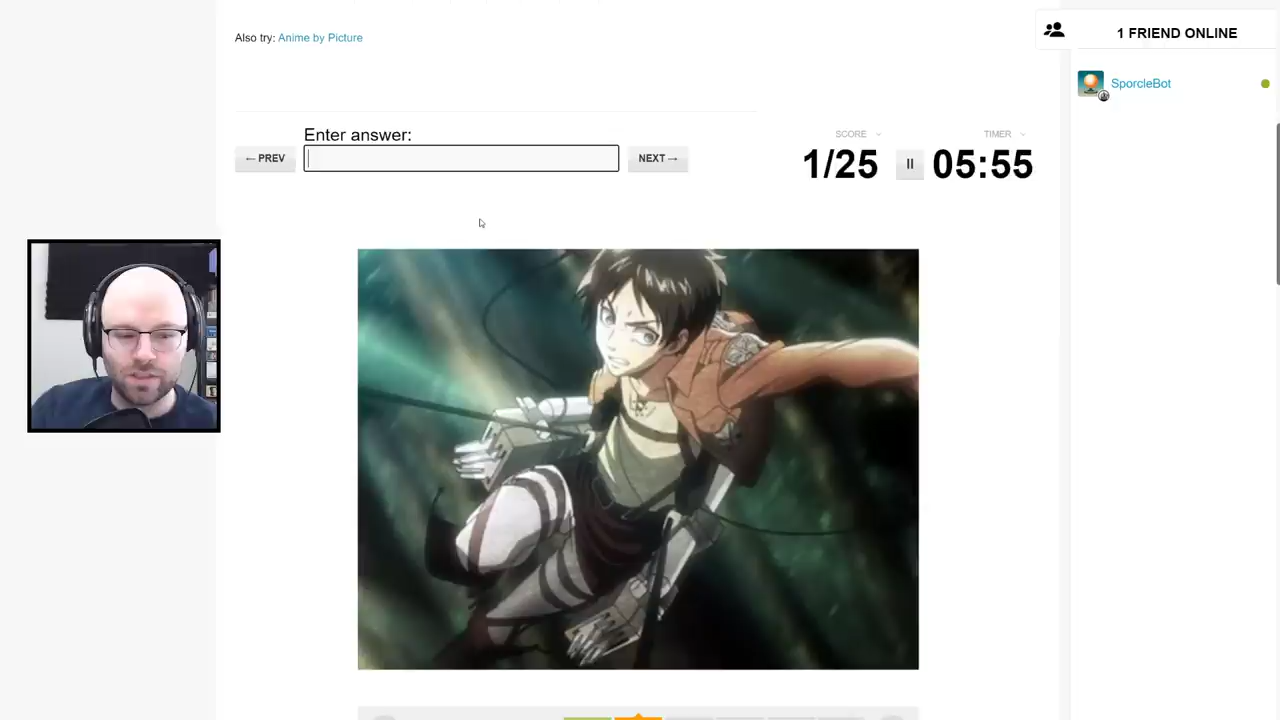 Also try: Anime by Picture
1 FRIEND ONLINE
SporcleBot
Enter answer:
← PREV
NEXT →
SCORE
1/25
TIMER
05:55